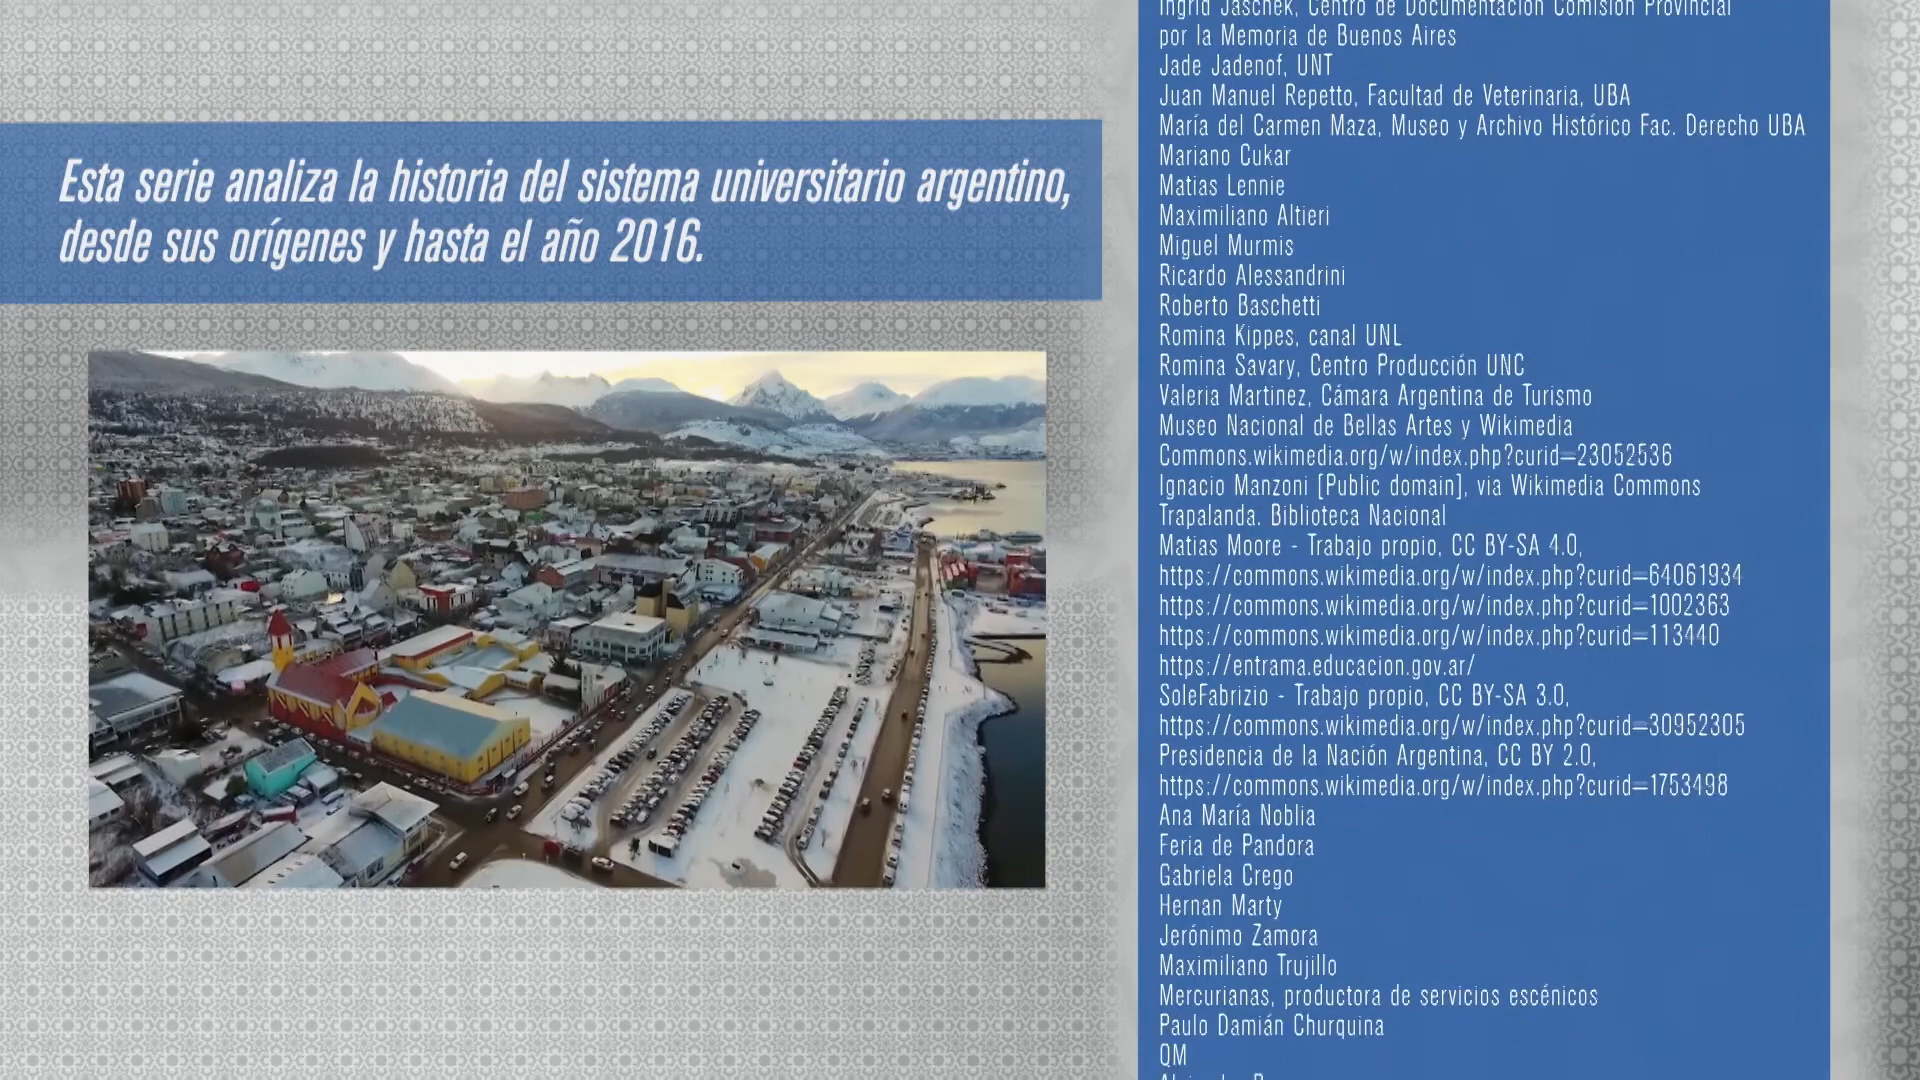 Esta serie analiza la historia del sistema universitario argentino,
desde sus orígenes y hasta el año 2016.
Ingrid Jaschek, Centro de Documentación Comisión Provincial
por la Memoria de Buenos Aires
Jade Jadenof, UNT
Juan Manuel Repetto, Facultad de Veterinaria, UBA
María del Carmen Maza, Museo y Archivo Histórico Fac. Derecho UBA
Mariano Cukar
Matias Lennie
Maximiliano Altieri
Miguel Murmis
Ricardo Alessandrini
Roberto Baschetti
Romina Kippes, canal UNL
Romina Savary, Centro Producción UNC
Valeria Martinez, Cámara Argentina de Turismo
Museo Nacional de Bellas Artes y Wikimedia
Commons.wikimedia.org/w/index.php?curid=23052536
Ignacio Manzoni [Public domain], via Wikimedia Commons
Trapalanda. Biblioteca Nacional
Matias Moore - Trabajo propio, CC BY-SA 4.0,
https://commons.wikimedia.org/w/index.php?curid=64061934
https://commons.wikimedia.org/w/index.php?curid=1002363
https://commons.wikimedia.org/w/index.php?curid=113440
https://entrama.educacion.gov.ar/
SoleFabrizio - Trabajo propio, CC BY-SA 3.0,
https://commons.wikimedia.org/w/index.php?curid=30952305
Presidencia de la Nación Argentina, CC BY 2.0,
https://commons.wikimedia.org/w/index.php?curid=1753498
Ana María Noblia
Feria de Pandora
Gabriela Crego
Hernan Marty
Jerónimo Zamora
Maximiliano Trujillo
Mercurianas, productora de servicios escénicos
Paulo Damián Churquina
QM